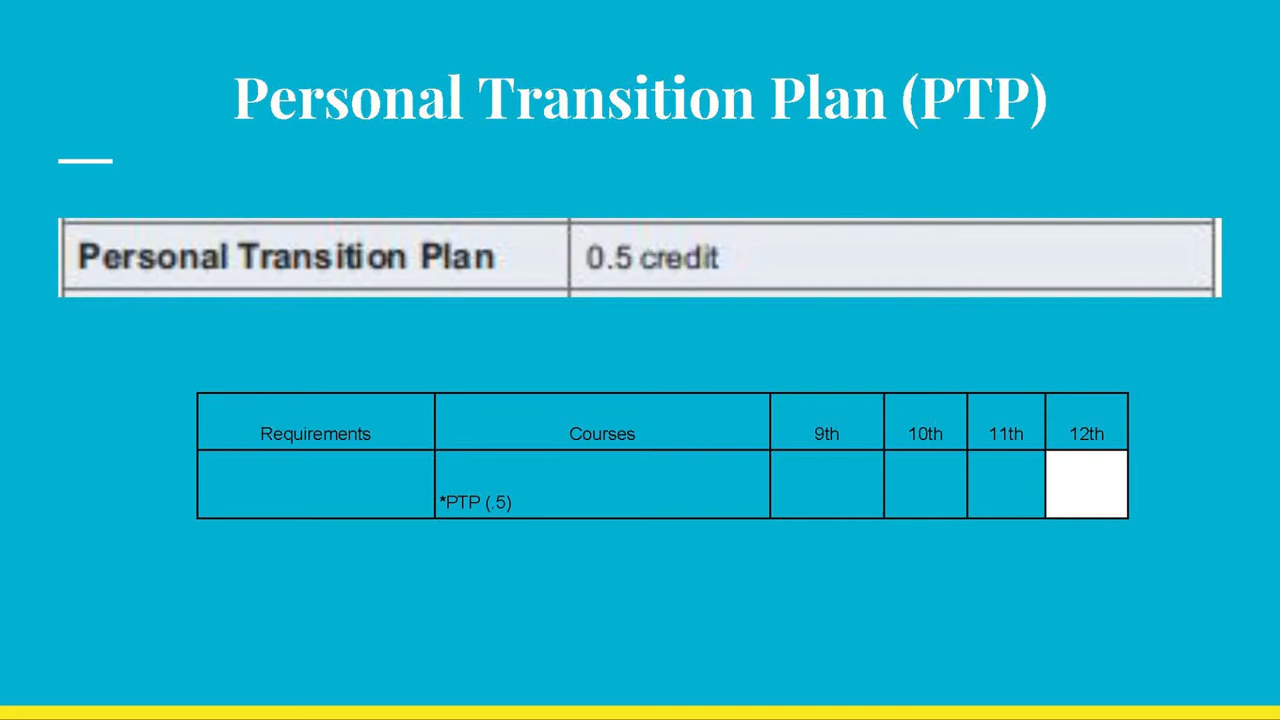 Personal Transition Plan (PTP)
Personal Transition Plan 0.5 credit
Requirements Courses 9th 10th 11th 12th
*PTP (.5)